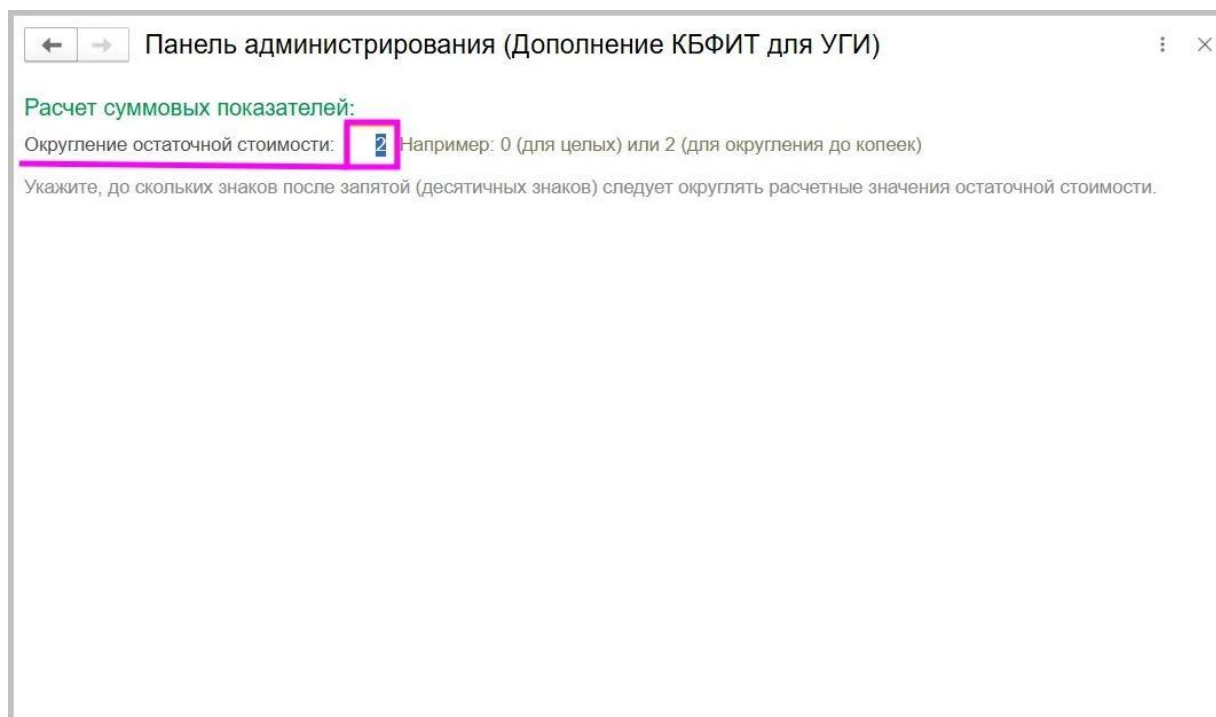 Панель администрирования (Дополнение КБФИТ для УГИ)
Расчет суммовых показателей:
Округление остаточной стоимости: 2 Например: 0 (для целых) или 2 (для округления до копеек)
Укажите, до скольких знаков после запятой (десятичных знаков) следует округлять расчетные значения остаточной стоимости.